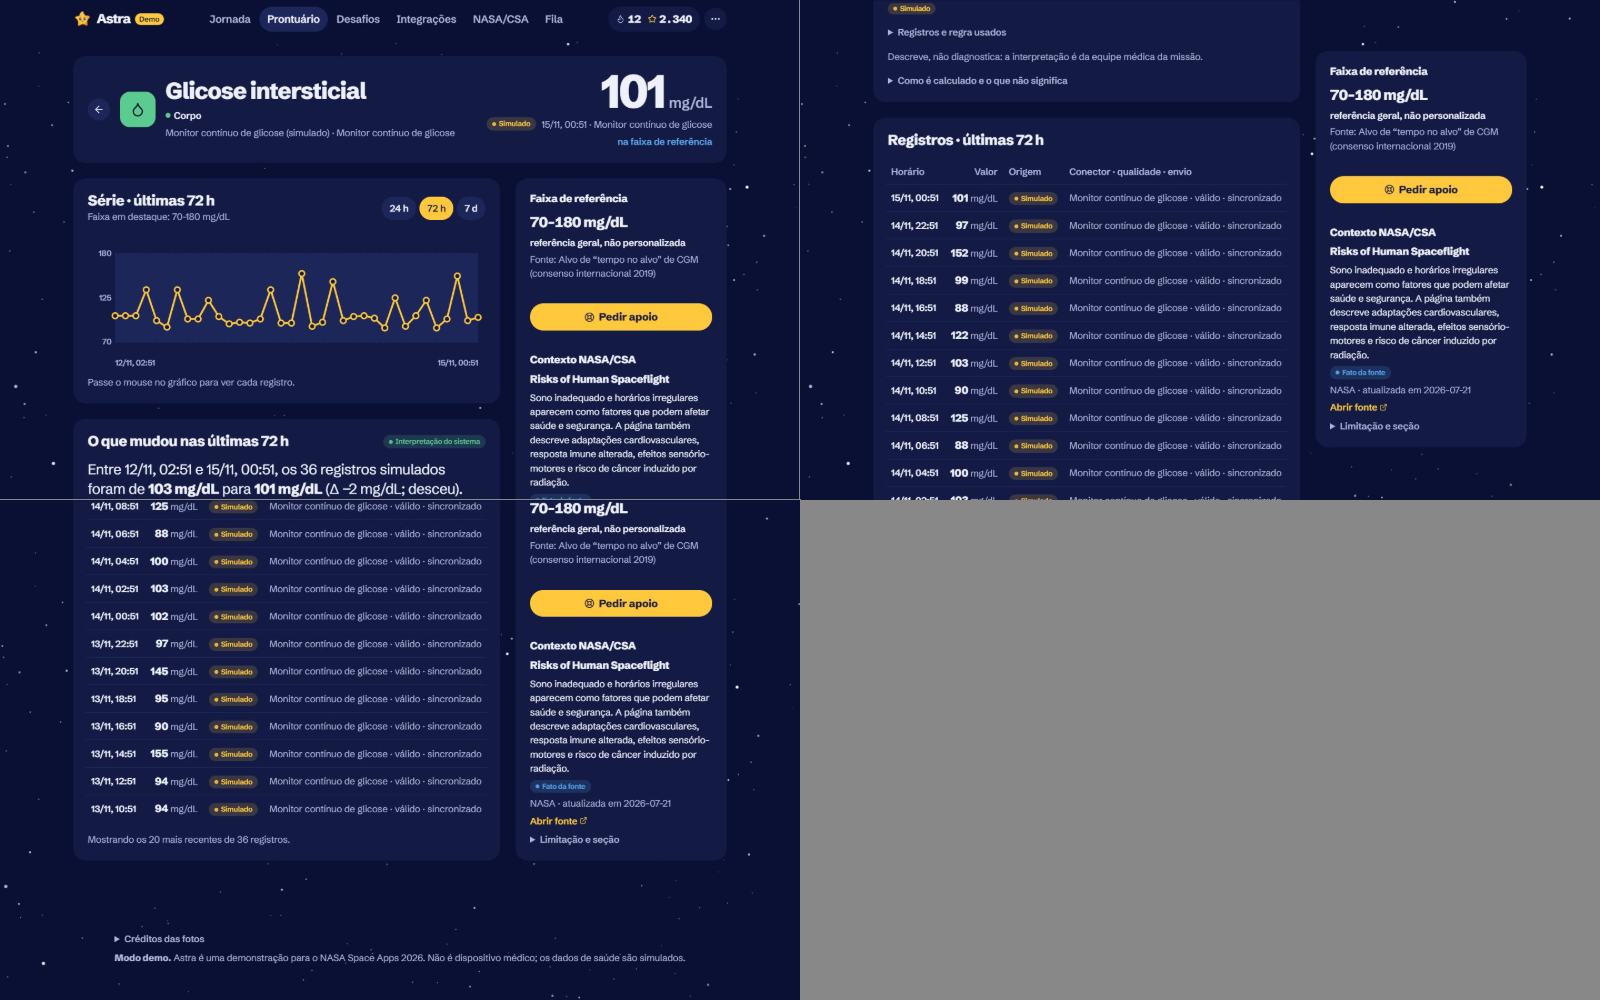 Astra Demo
Jornada Prontuário Desafios Integrações NASA/CSA Fila
12 2.340
Glicose intersticial
Corpo
Monitor contínuo de glicose (simulado) · Monitor contínuo de glicose
101 mg/dL
Simulado 15/11, 00:51 · Monitor contínuo de glicose
na faixa de referência
Série · últimas 72 h
Faixa em destaque: 70-180 mg/dL
24 h 72 h 7 d
180
125
70
12/11, 02:51 15/11, 00:51
Passe o mouse no gráfico para ver cada registro.
O que mudou nas últimas 72 h
Interpretação do sistema
Entre 12/11, 02:51 e 15/11, 00:51, os 36 registros simulados
foram de 103 mg/dL para 101 mg/dL (Δ −2 mg/dL; desceu).
Faixa de referência
70-180 mg/dL
referência geral, não personalizada
Fonte: Alvo de “tempo no alvo” de CGM
(consenso internacional 2019)
Pedir apoio
Contexto NASA/CSA
Risks of Human Spaceflight
Sono inadequado e horários irregulares
aparecem como fatores que podem afetar
saúde e segurança. A página também
descreve adaptações cardiovasculares,
resposta imune alterada, efeitos sensório-
motores e risco de câncer induzido por
radiação.
Simulado
Registros e regra usados
Descreve, não diagnostica: a interpretação é da equipe médica da missão.
Como é calculado e o que não significa
Registros · últimas 72 h
Horário Valor Origem Conector · qualidade · envio
15/11, 00:51 101 mg/dL Simulado Monitor contínuo de glicose · válido · sincronizado
14/11, 22:51 97 mg/dL Simulado Monitor contínuo de glicose · válido · sincronizado
14/11, 20:51 152 mg/dL Simulado Monitor contínuo de glicose · válido · sincronizado
14/11, 18:51 99 mg/dL Simulado Monitor contínuo de glicose · válido · sincronizado
14/11, 16:51 88 mg/dL Simulado Monitor contínuo de glicose · válido · sincronizado
14/11, 14:51 122 mg/dL Simulado Monitor contínuo de glicose · válido · sincronizado
14/11, 12:51 103 mg/dL Simulado Monitor contínuo de glicose · válido · sincronizado
14/11, 10:51 90 mg/dL Simulado Monitor contínuo de glicose · válido · sincronizado
14/11, 08:51 125 mg/dL Simulado Monitor contínuo de glicose · válido · sincronizado
14/11, 06:51 88 mg/dL Simulado Monitor contínuo de glicose · válido · sincronizado
14/11, 04:51 100 mg/dL Simulado Monitor contínuo de glicose · válido · sincronizado
Faixa de referência
70-180 mg/dL
referência geral, não personalizada
Fonte: Alvo de “tempo no alvo” de CGM
(consenso internacional 2019)
Pedir apoio
Contexto NASA/CSA
Risks of Human Spaceflight
Sono inadequado e horários irregulares
aparecem como fatores que podem afetar
saúde e segurança. A página também
descreve adaptações cardiovasculares,
resposta imune alterada, efeitos sensório-
motores e risco de câncer induzido por
radiação.
Fato da fonte
NASA · atualizada em 2026-07-21
Abrir fonte
Limitação e seção
14/11, 08:51 125 mg/dL Simulado Monitor contínuo de glicose · válido · sincronizado
14/11, 06:51 88 mg/dL Simulado Monitor contínuo de glicose · válido · sincronizado
14/11, 04:51 100 mg/dL Simulado Monitor contínuo de glicose · válido · sincronizado
14/11, 02:51 103 mg/dL Simulado Monitor contínuo de glicose · válido · sincronizado
14/11, 00:51 102 mg/dL Simulado Monitor contínuo de glicose · válido · sincronizado
13/11, 22:51 97 mg/dL Simulado Monitor contínuo de glicose · válido · sincronizado
13/11, 20:51 145 mg/dL Simulado Monitor contínuo de glicose · válido · sincronizado
13/11, 18:51 95 mg/dL Simulado Monitor contínuo de glicose · válido · sincronizado
13/11, 16:51 90 mg/dL Simulado Monitor contínuo de glicose · válido · sincronizado
13/11, 14:51 155 mg/dL Simulado Monitor contínuo de glicose · válido · sincronizado
13/11, 12:51 94 mg/dL Simulado Monitor contínuo de glicose · válido · sincronizado
13/11, 10:51 94 mg/dL Simulado Monitor contínuo de glicose · válido · sincronizado
Mostrando os 20 mais recentes de 36 registros.
70-180 mg/dL
referência geral, não personalizada
Fonte: Alvo de “tempo no alvo” de CGM
(consenso internacional 2019)
Pedir apoio
Contexto NASA/CSA
Risks of Human Spaceflight
Sono inadequado e horários irregulares
aparecem como fatores que podem afetar
saúde e segurança. A página também
descreve adaptações cardiovasculares,
resposta imune alterada, efeitos sensório-
motores e risco de câncer induzido por
radiação.
Fato da fonte
NASA · atualizada em 2026-07-21
Abrir fonte
Limitação e seção
Créditos das fotos
Modo demo. Astra é uma demonstração para o NASA Space Apps 2026. Não é dispositivo médico; os dados de saúde são simulados.